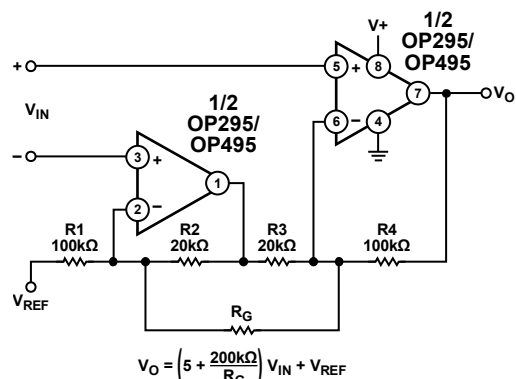 V+
1/2
OP295/
OP495
+
5
+
8
7
V_O
V_IN
6
−
4
1/2
OP295/
OP495
−
3
+
1
2
−
R1
100kΩ
R2
20kΩ
R3
20kΩ
R4
100kΩ
V_REF
R_G
V_O = (5 + 200kΩ/R_G) V_IN + V_REF